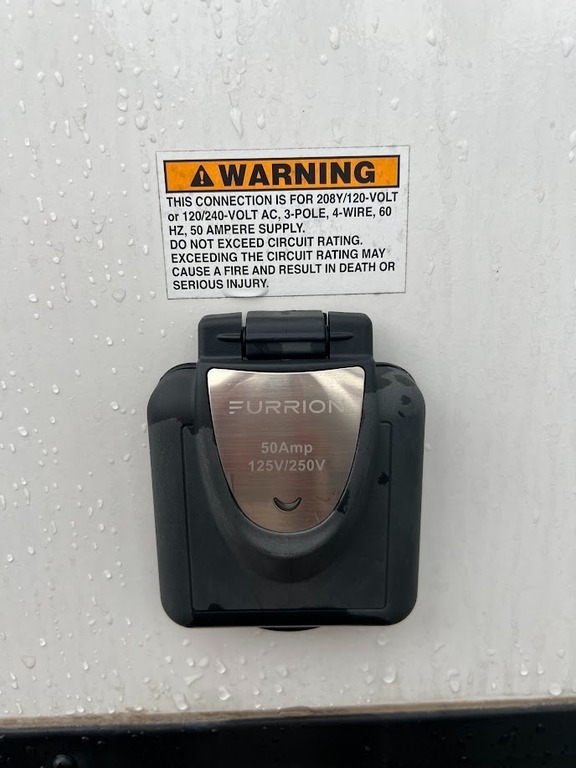 WARNING
THIS CONNECTION IS FOR 208Y/120-VOLT
or 120/240-VOLT AC, 3-POLE, 4-WIRE, 60
HZ, 50 AMPERE SUPPLY.
DO NOT EXCEED CIRCUIT RATING.
EXCEEDING THE CIRCUIT RATING MAY
CAUSE A FIRE AND RESULT IN DEATH OR
SERIOUS INJURY.
FURRION
50Amp
125V/250V